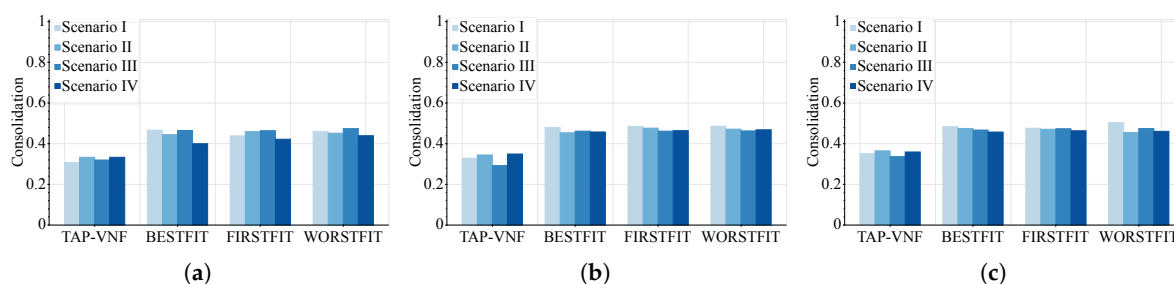 1
0.8
0.6
0.4
0.2
0
Consolidation
Scenario I
Scenario II
Scenario III
Scenario IV
TAP-VNF BESTFIT FIRSTFIT WORSTFIT
(a)
1
0.8
0.6
0.4
0.2
0
Consolidation
Scenario I
Scenario II
Scenario III
Scenario IV
TAP-VNF BESTFIT FIRSTFIT WORSTFIT
(b)
1
0.8
0.6
0.4
0.2
0
Consolidation
Scenario I
Scenario II
Scenario III
Scenario IV
TAP-VNF BESTFIT FIRSTFIT WORSTFIT
(c)